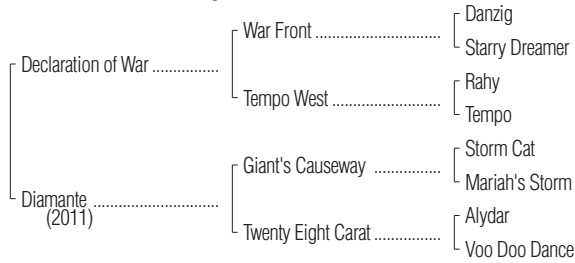 Danzig
War Front ................
Starry Dreamer
Declaration of War ................
Rahy
Tempo West ................
Tempo
Storm Cat
Giant's Causeway ................
Mariah's Storm
Diamante ................
(2011)
Alydar
Twenty Eight Carat ................
Voo Doo Dance